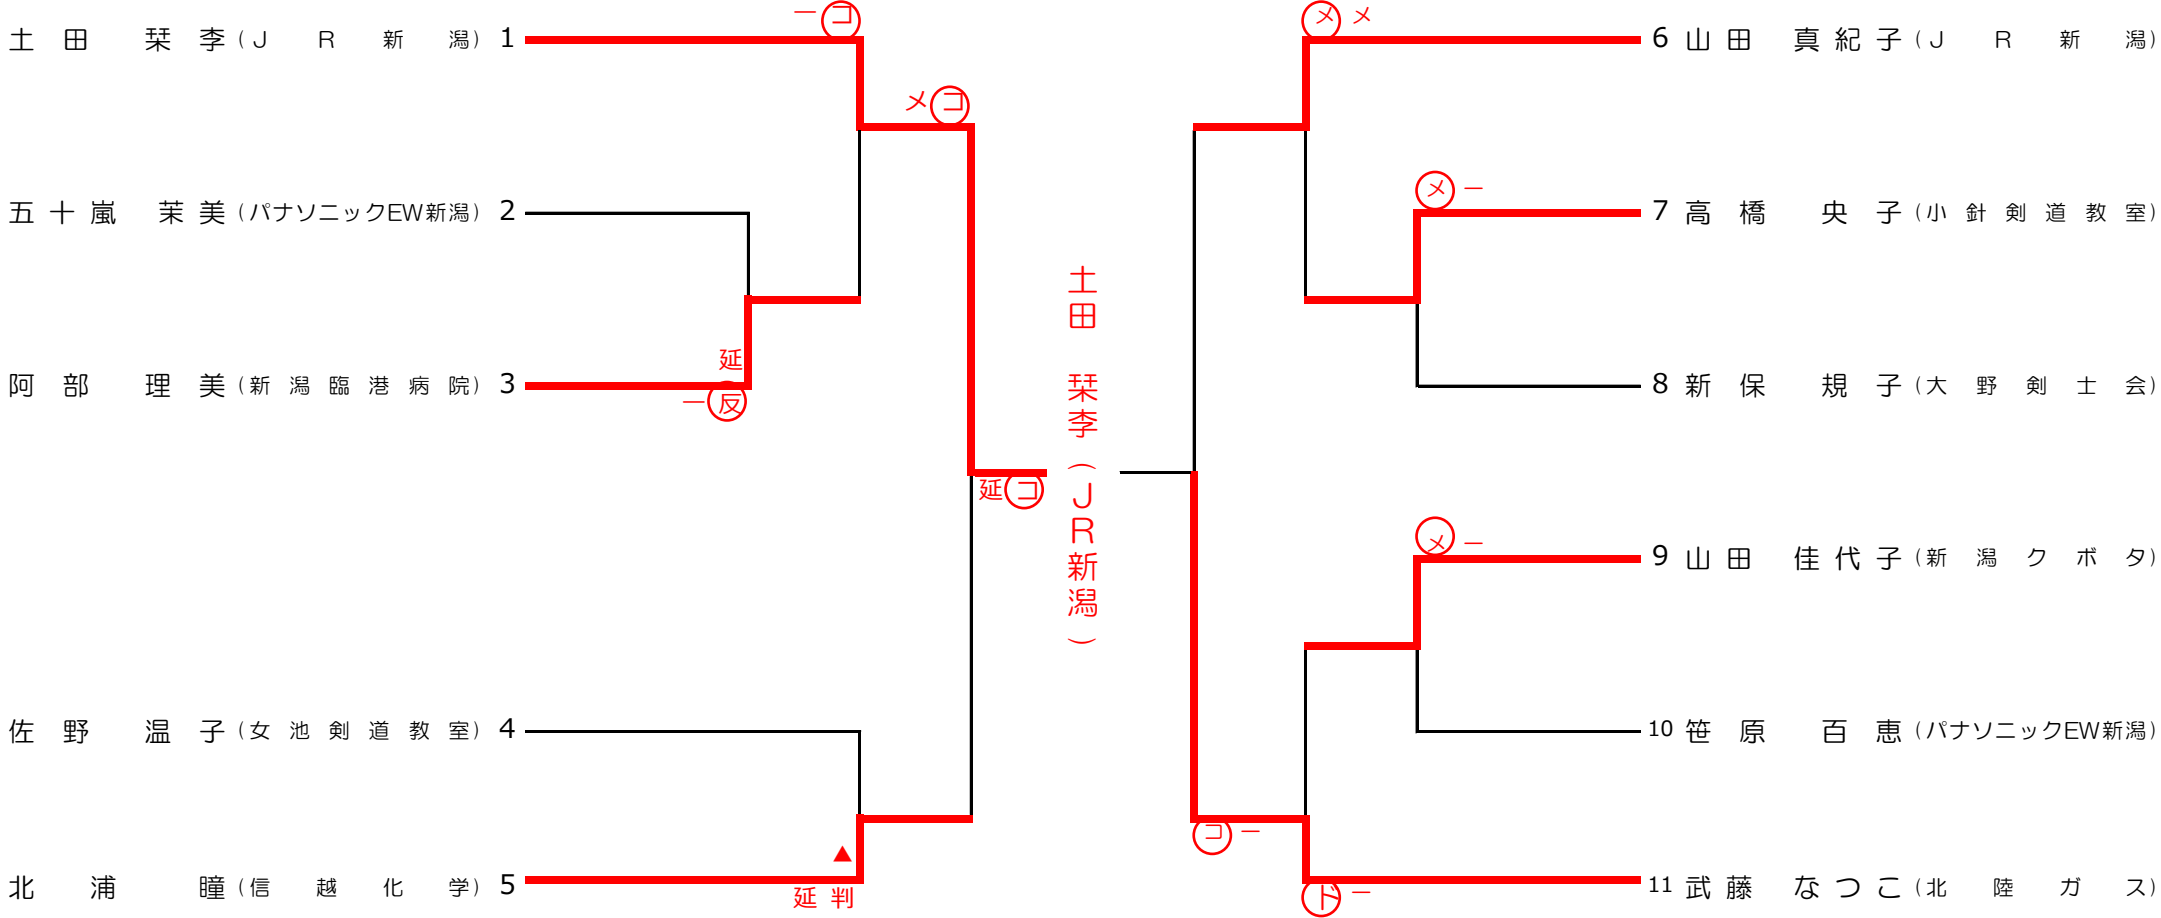 土田 栞李 (JR新潟) 1
一コ
メコ
五十嵐 茉美 (パナソニックEW新潟) 2
延
阿部 理美 (新潟臨港病院) 3
一反
延コ
佐野 温子 (女池剣道教室) 4
▲
北浦 瞳 (信越化学) 5
延判
土田 栞李(JR新潟)
メメ
6 山田 真紀子 (JR新潟)
メ一
7 高橋 央子 (小針剣道教室)
8 新保 規子 (大野剣士会)
メ一
9 山田 佳代子 (新潟クボタ)
10 笹原 百恵 (パナソニックEW新潟)
コ一
11 武藤 なつこ (北陸ガス)
ド一